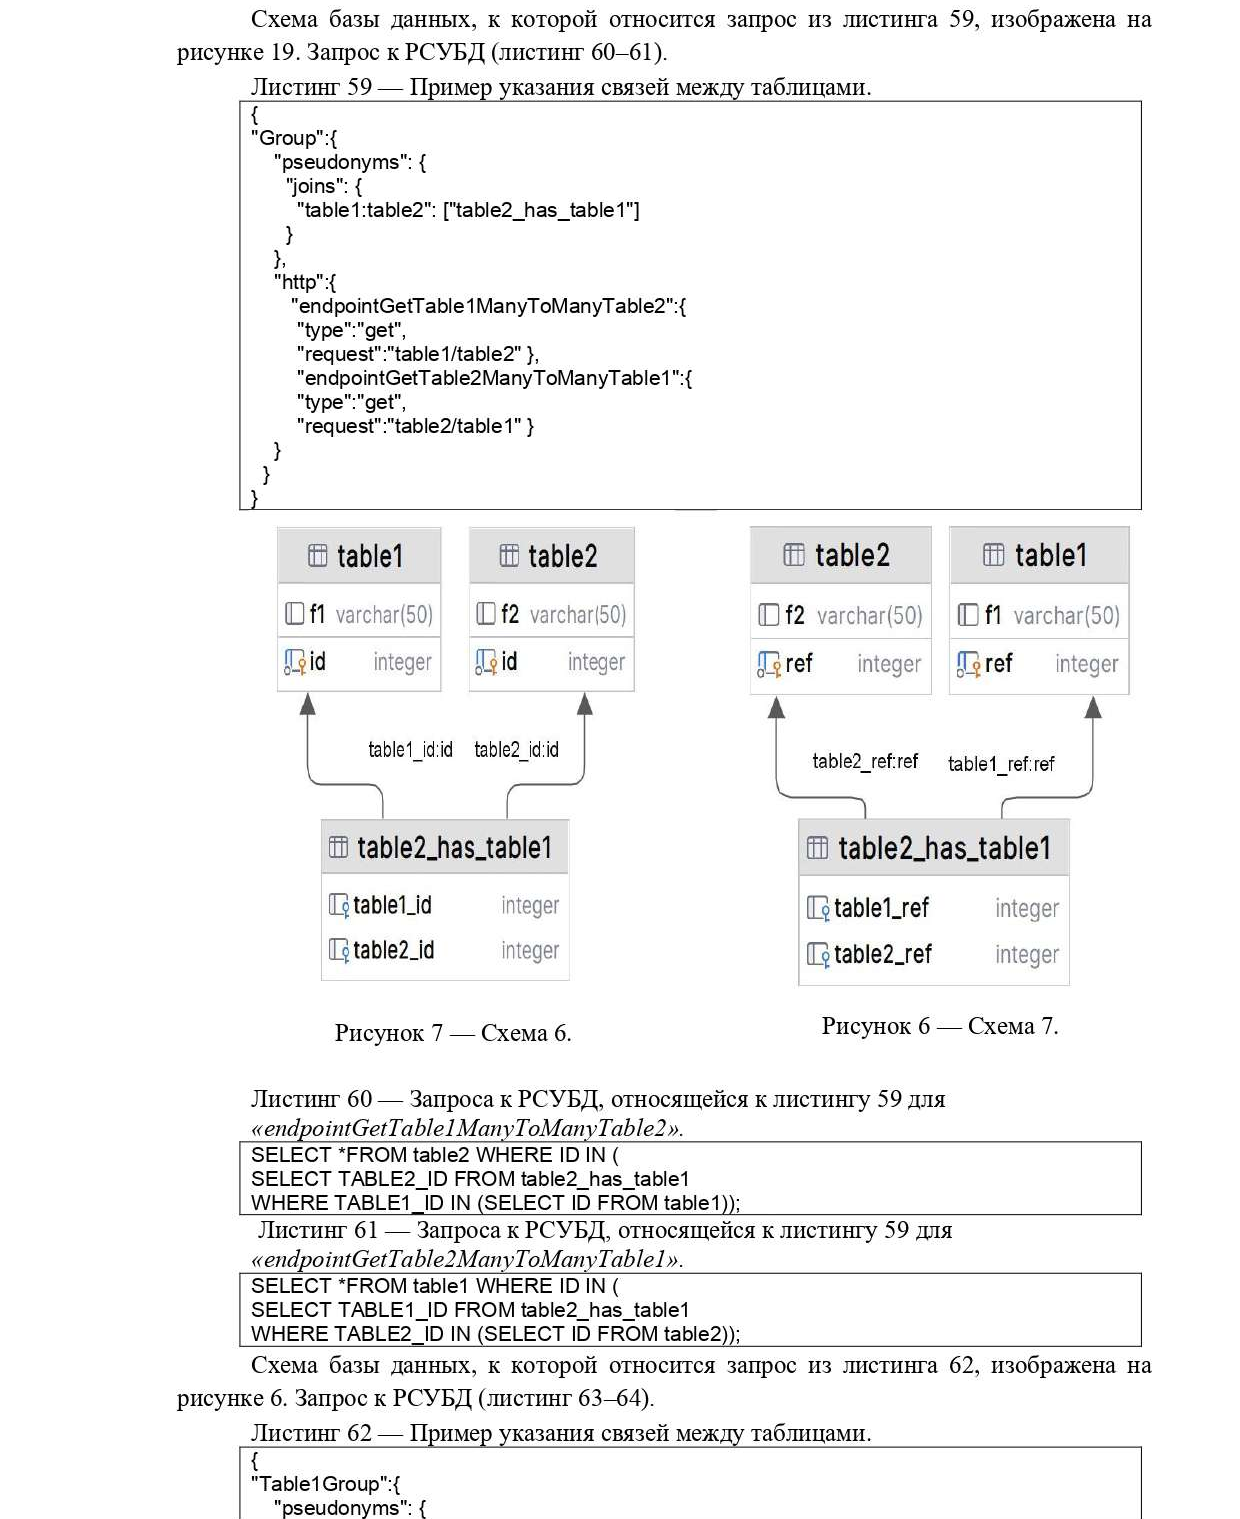 Схема базы данных, к которой относится запрос из листинга 59, изображена на
рисунке 19. Запрос к РСУБД (листинг 60–61).
Листинг 59 — Пример указания связей между таблицами.
{
"Group":{
"pseudonyms": {
"joins": {
"table1:table2": ["table2_has_table1"]
}
},
"http":{
"endpointGetTable1ManyToManyTable2":{
"type":"get",
"request":"table1/table2" },
"endpointGetTable2ManyToManyTable1":{
"type":"get",
"request":"table2/table1" }
}
}
}
table1 table2 table2 table1
f1 varchar(50) f2 varchar(50) f2 varchar(50) f1 varchar(50)
id integer id integer ref integer ref integer
table1_id:id table2_id:id table2_ref:ref table1_ref:ref
table2_has_table1 table2_has_table1
table1_id integer table1_ref integer
table2_id integer table2_ref integer
Рисунок 7 — Схема 6. Рисунок 6 — Схема 7.
Листинг 60 — Запроса к РСУБД, относящейся к листингу 59 для
«endpointGetTable1ManyToManyTable2».
SELECT *FROM table2 WHERE ID IN (
SELECT TABLE2_ID FROM table2_has_table1
WHERE TABLE1_ID IN (SELECT ID FROM table1));
Листинг 61 — Запроса к РСУБД, относящейся к листингу 59 для
«endpointGetTable2ManyToManyTable1».
SELECT *FROM table1 WHERE ID IN (
SELECT TABLE1_ID FROM table2_has_table1
WHERE TABLE2_ID IN (SELECT ID FROM table2));
Схема базы данных, к которой относится запрос из листинга 62, изображена на
рисунке 6. Запрос к РСУБД (листинг 63–64).
Листинг 62 — Пример указания связей между таблицами.
{
"Table1Group":{
"pseudonyms": {